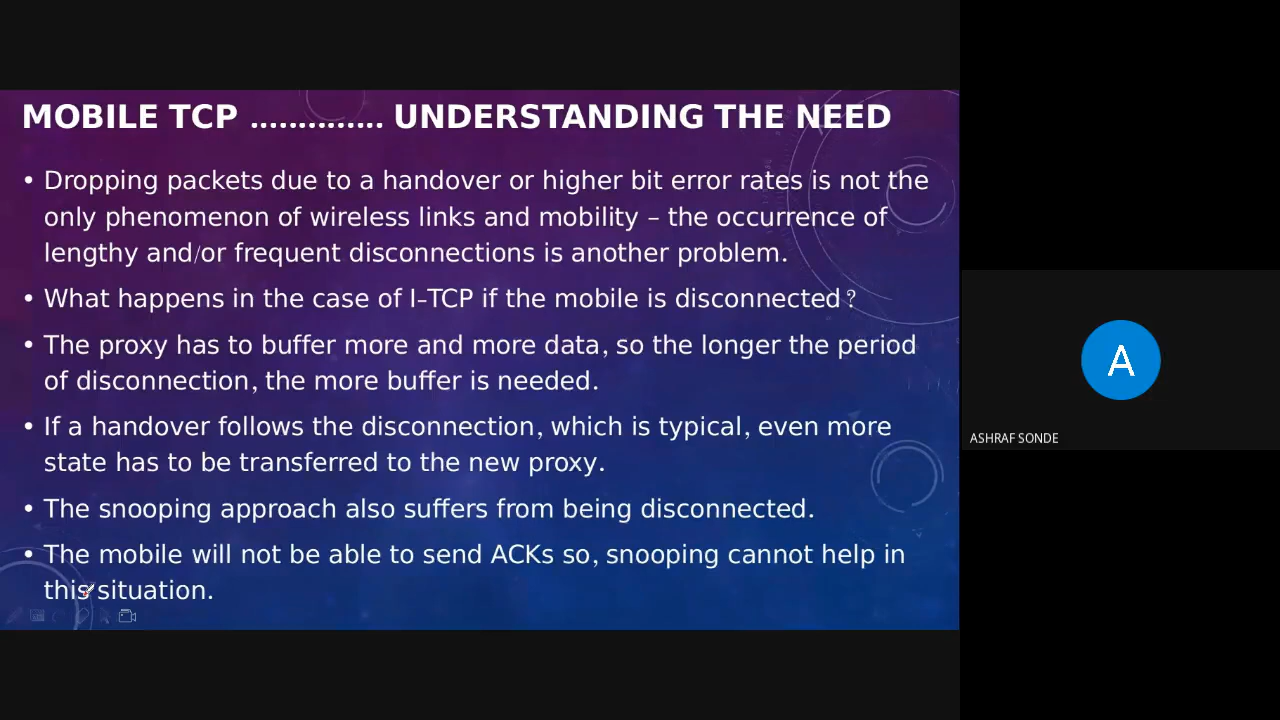 MOBILE TCP .............. UNDERSTANDING THE NEED
• Dropping packets due to a handover or higher bit error rates is not the
only phenomenon of wireless links and mobility – the occurrence of
lengthy and/or frequent disconnections is another problem.
• What happens in the case of I-TCP if the mobile is disconnected?
• The proxy has to buffer more and more data, so the longer the period
of disconnection, the more buffer is needed.
• If a handover follows the disconnection, which is typical, even more
state has to be transferred to the new proxy.
• The snooping approach also suffers from being disconnected.
• The mobile will not be able to send ACKs so, snooping cannot help in
this situation.
A
ASHRAF SONDE